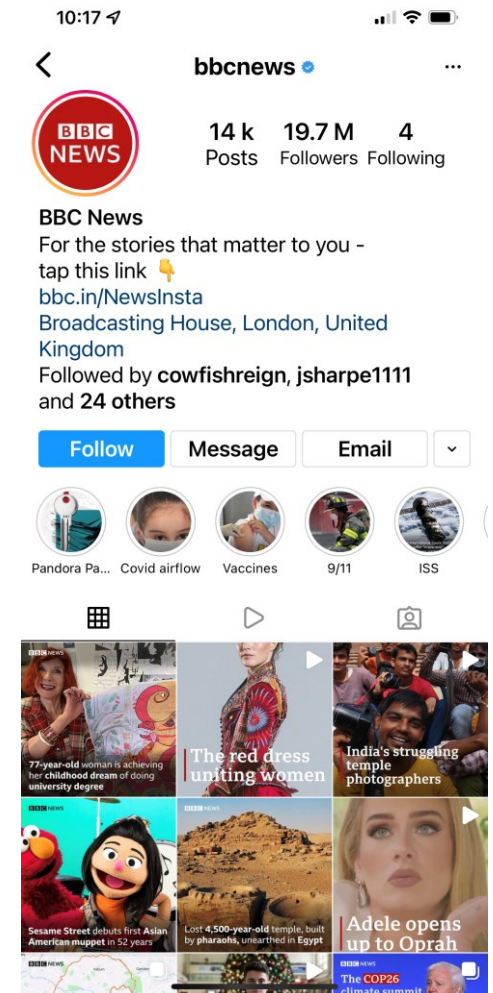 10:17
bbcnews
14 k 19.7 M 4
Posts Followers Following
BBC
NEWS
BBC News
For the stories that matter to you -
tap this link 👇
bbc.in/NewsInsta
Broadcasting House, London, United
Kingdom
Followed by cowfishreign, jsharpe1111
and 24 others
Follow Message Email
Pandora Pa... Covid airflow Vaccines 9/11 ISS
BBC NEWS
77-year-old woman is achieving
her childhood dream of doing
university degree
The red dress
uniting women
India's struggling
temple
photographers
BBC NEWS
Sesame Street debuts first Asian
American muppet in 52 years
BBC NEWS
Lost 4,500-year-old temple, built
by pharaohs, unearthed in Egypt
Adele opens
up to Oprah
BBC NEWS
BBC NEWS
The COP26
climate summit